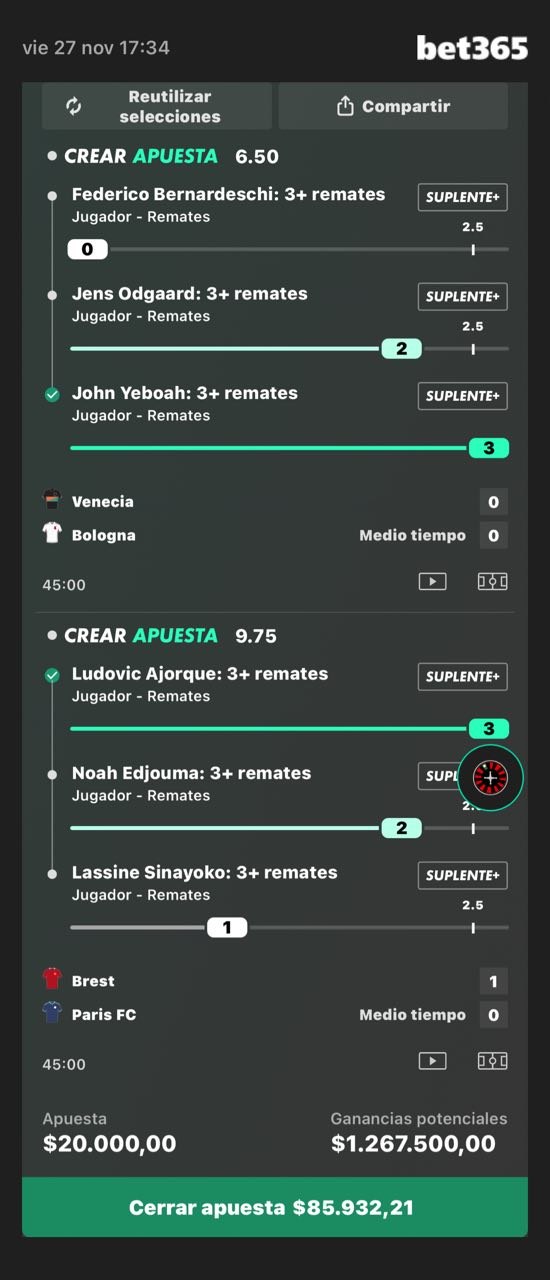 vie 27 nov 17:34
bet365
Reutilizar
selecciones
Compartir
CREAR APUESTA 6.50
Federico Bernardeschi: 3+ remates
SUPLENTE+
Jugador - Remates
2.5
0
Jens Odgaard: 3+ remates
SUPLENTE+
Jugador - Remates
2.5
2
John Yeboah: 3+ remates
SUPLENTE+
Jugador - Remates
3
Venecia 0
Bologna Medio tiempo 0
45:00
CREAR APUESTA 9.75
Ludovic Ajorque: 3+ remates
SUPLENTE+
Jugador - Remates
3
Noah Edjouma: 3+ remates
Jugador - Remates
2
Lassine Sinayoko: 3+ remates
SUPLENTE+
Jugador - Remates
2.5
1
Brest 1
Paris FC Medio tiempo 0
45:00
Apuesta Ganancias potenciales
$20.000,00 $1.267.500,00
Cerrar apuesta $85.932,21